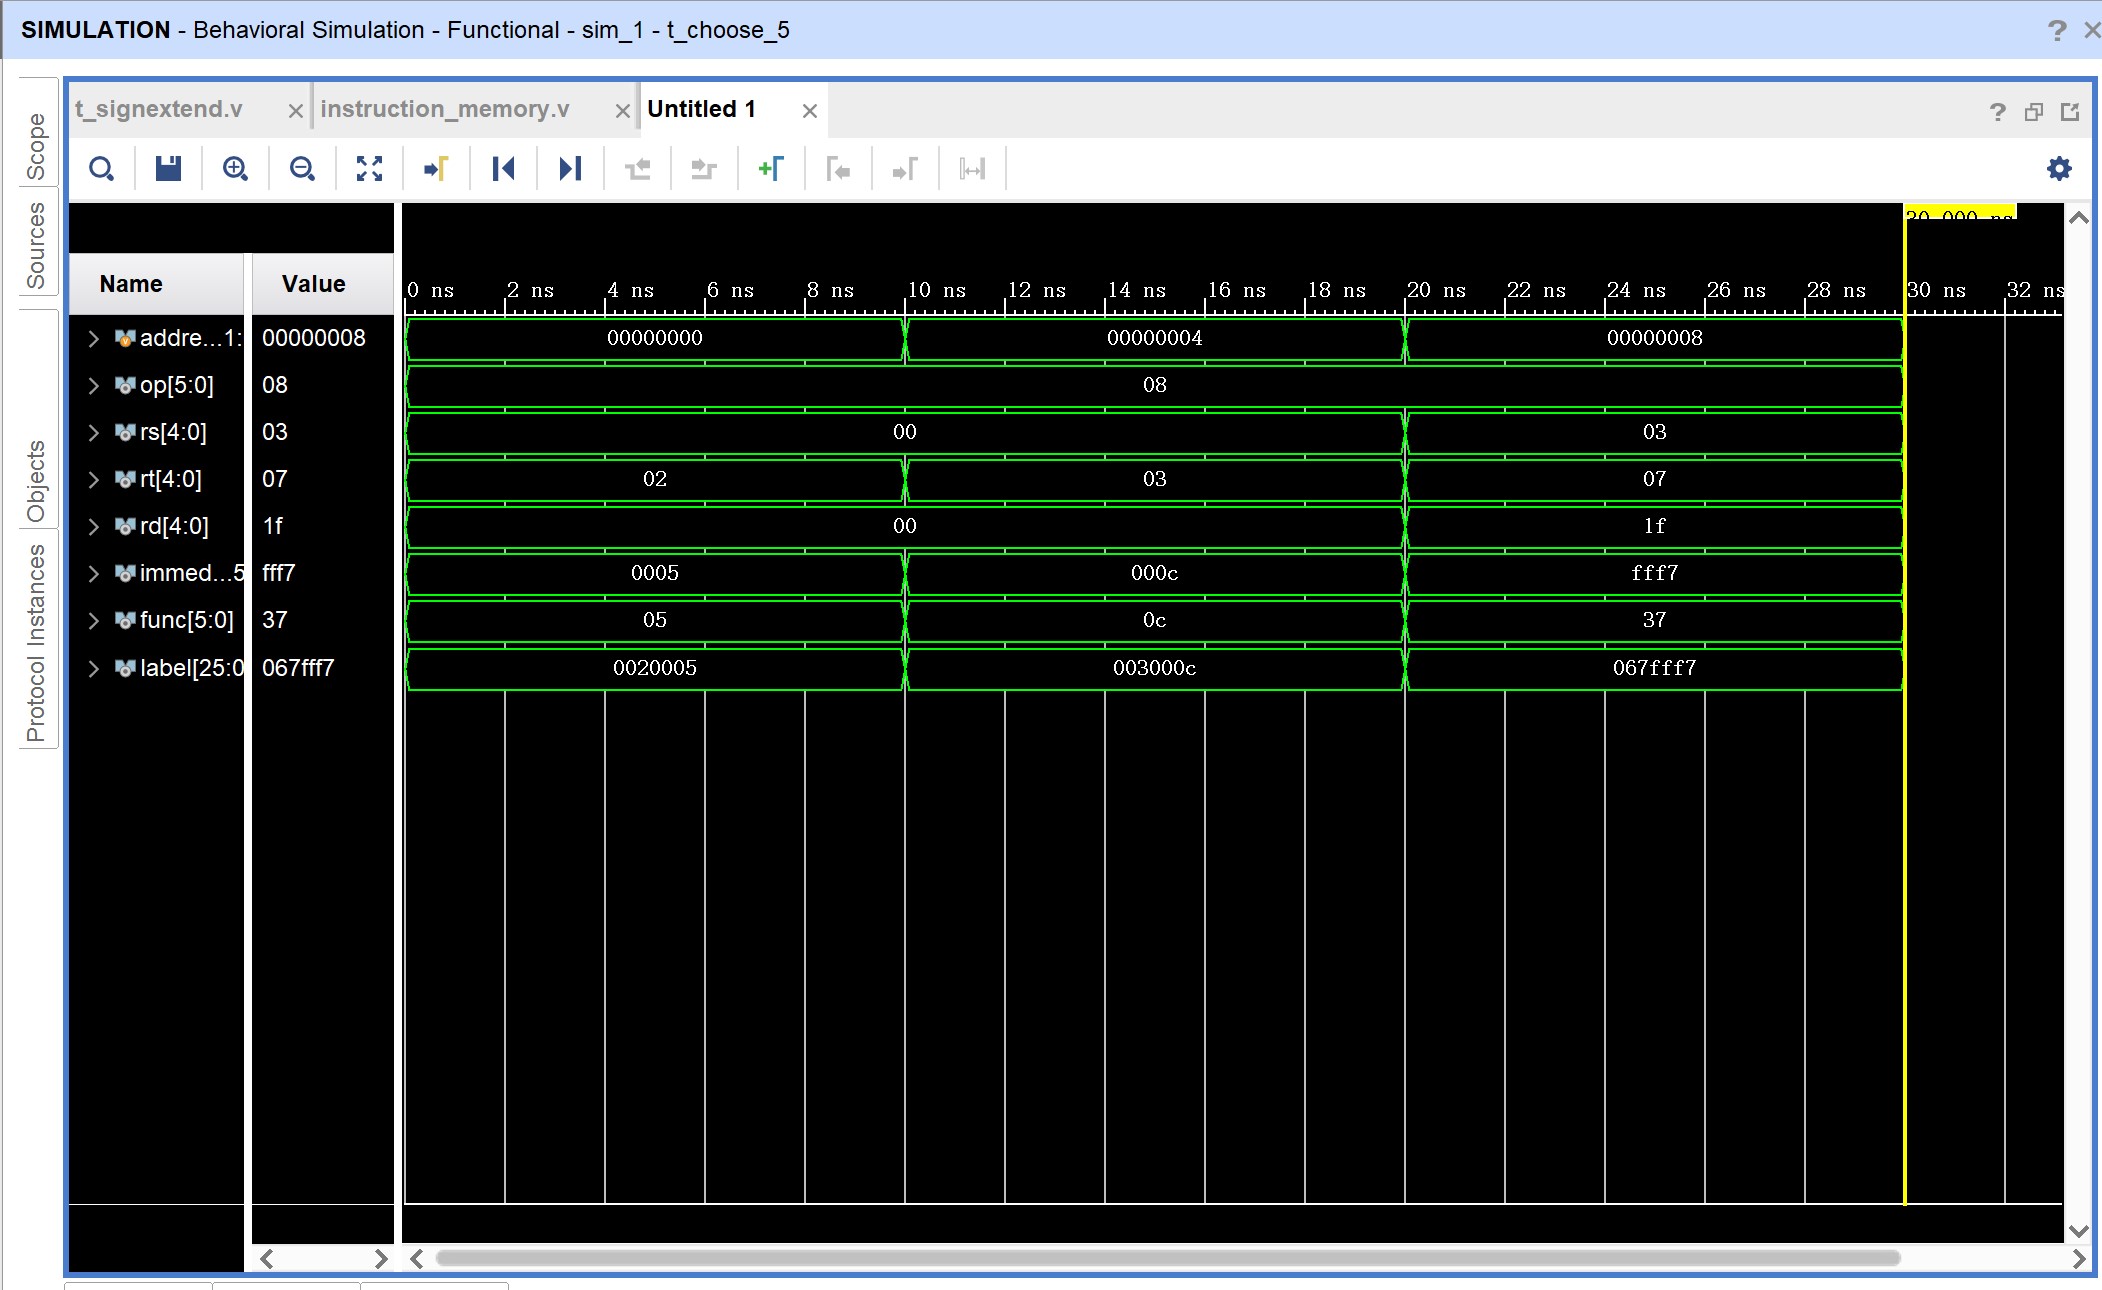 SIMULATION - Behavioral Simulation - Functional - sim_1 - t_choose_5
Scope
Sources
Objects
Protocol Instances
t_signextend.v
instruction_memory.v
Untitled 1
30.000 ns
Name Value
0 ns 2 ns 4 ns 6 ns 8 ns 10 ns 12 ns 14 ns 16 ns 18 ns 20 ns 22 ns 24 ns 26 ns 28 ns 30 ns 32 ns
addre...1: 00000008 00000000 00000004 00000008
op[5:0] 08 08
rs[4:0] 03 00 03
rt[4:0] 07 02 03 07
rd[4:0] 1f 00 1f
immed...5 fff7 0005 000c fff7
func[5:0] 37 05 0c 37
label[25:0 067fff7 0020005 003000c 067fff7